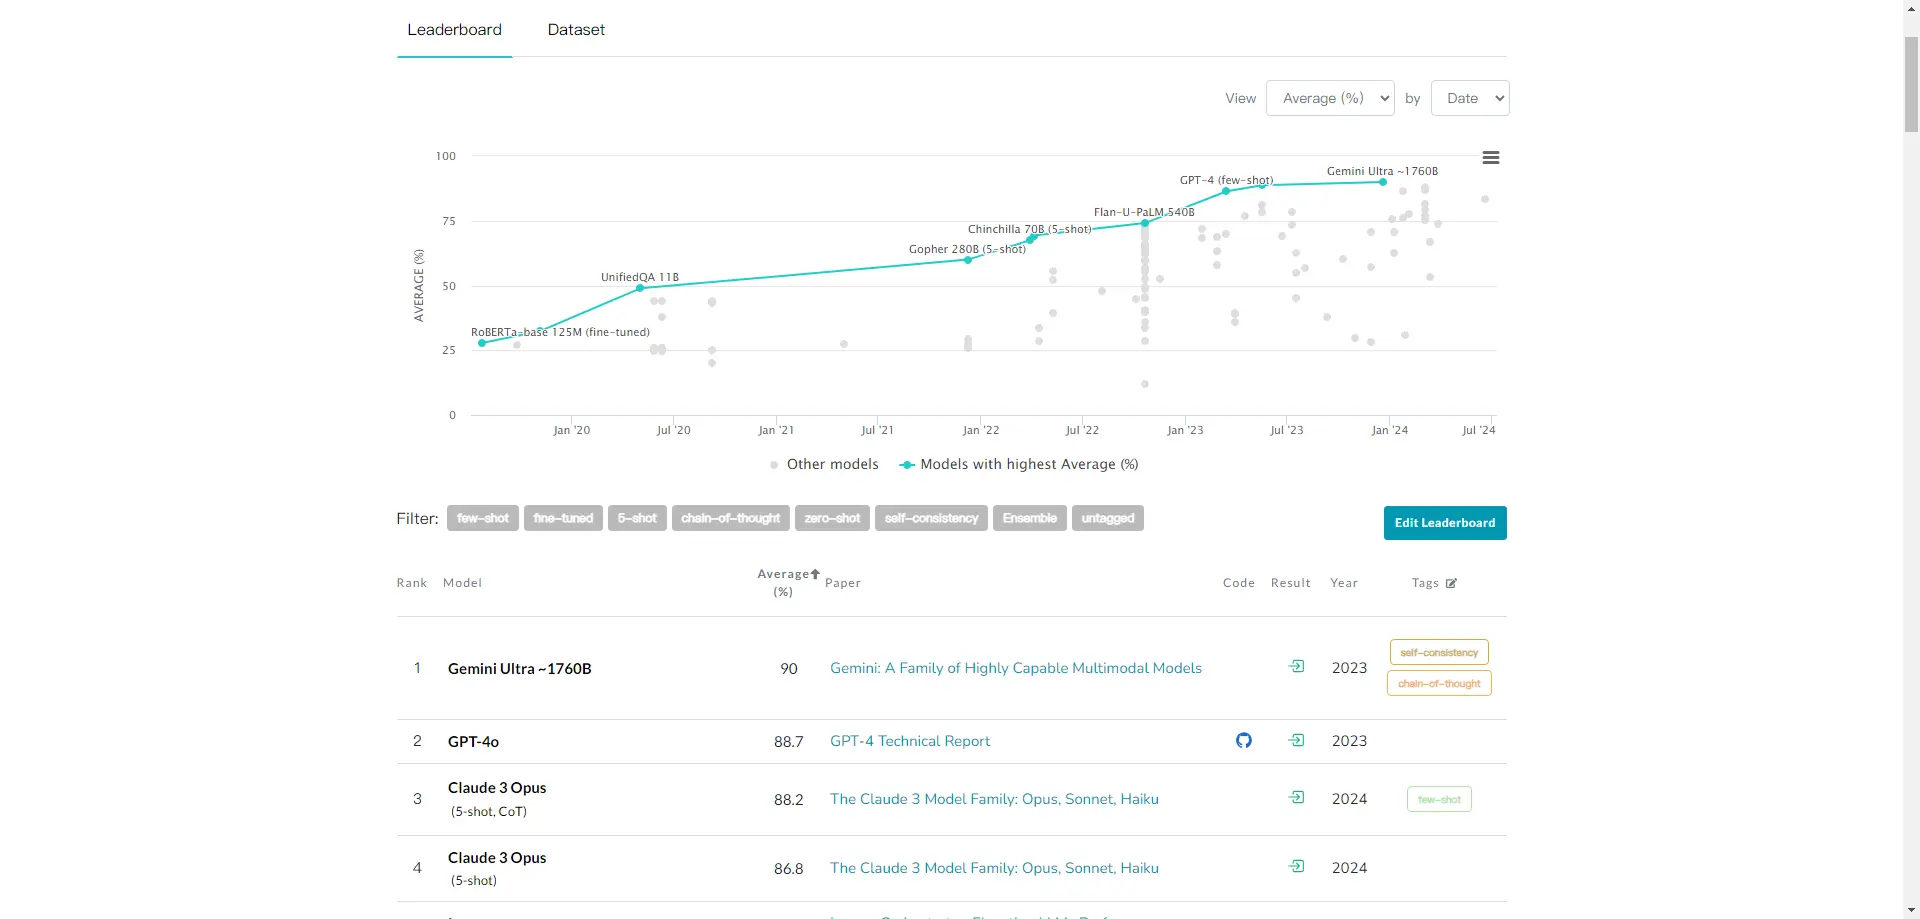 Leaderboard Dataset
View Average (%) by Date
100
75
50
25
0
AVERAGE (%)
RoBERTa-base 125M (fine-tuned)
UnifiedQA 11B
Gopher 280B (5-shot)
Chinchilla 70B (5-shot)
Flan-U-PaLM 540B
GPT-4 (few-shot)
Gemini Ultra ~1760B
Jan '20 Jul '20 Jan '21 Jul '21 Jan '22 Jul '22 Jan '23 Jul '23 Jan '24 Jul '24
Other models Models with highest Average (%)
Filter: few-shot fine-tuned 5-shot chain-of-thought zero-shot self-consistency Ensemble untagged
Edit Leaderboard
Rank Model Average (%) Paper Code Result Year Tags
1 Gemini Ultra ~1760B 90 Gemini: A Family of Highly Capable Multimodal Models 2023 self-consistency
chain-of-thought
2 GPT-4o 88.7 GPT-4 Technical Report 2023
3 Claude 3 Opus 88.2 The Claude 3 Model Family: Opus, Sonnet, Haiku 2024 few-shot
(5-shot, CoT)
4 Claude 3 Opus 86.8 The Claude 3 Model Family: Opus, Sonnet, Haiku 2024
(5-shot)